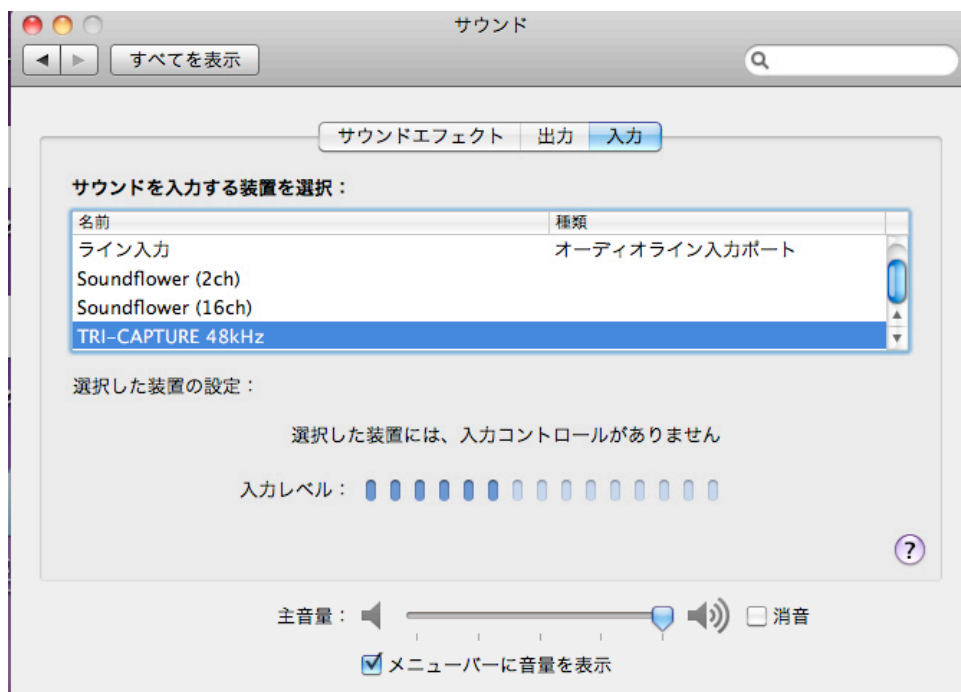 サウンド
すべてを表示
サウンドエフェクト 出力 入力
サウンドを入力する装置を選択：
名前 種類
ライン入力 オーディオライン入力ポート
Soundflower (2ch)
Soundflower (16ch)
TRI-CAPTURE 48kHz
選択した装置の設定：
選択した装置には、入力コントロールがありません
入力レベル：
?
主音量： 消音
メニューバーに音量を表示